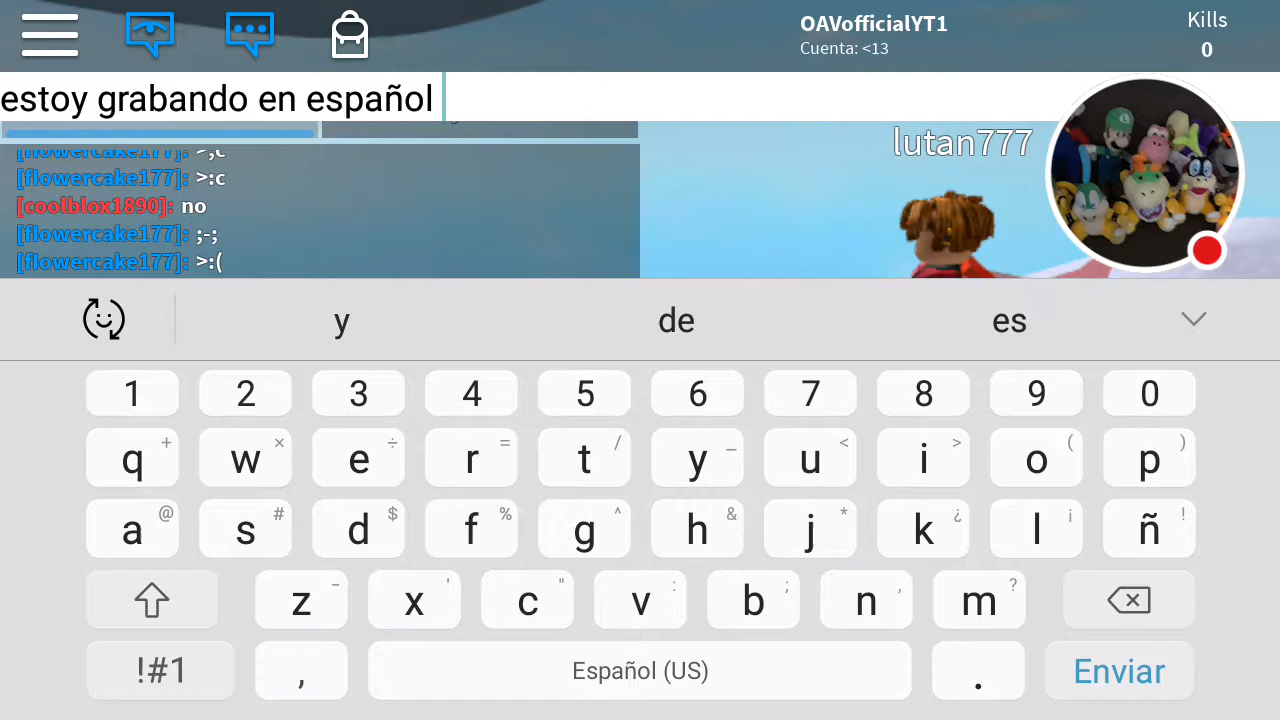 OAVofficialYT1
Cuenta: <13
Kills
0
estoy grabando en español
[flowercake177]: >:c
[coolblox1890]: no
[flowercake177]: ;-;
[flowercake177]: >:(
lutan777
y de es
1 2 3 4 5 6 7 8 9 0
q + w × e ÷ r = t / y _ u < i > o ( p )
a @ s # d $ f % g ^ h & j * k ¿ l ¡ ñ !
z - x ' c " v : b ; n , m ?
!#1 , Español (US) . Enviar